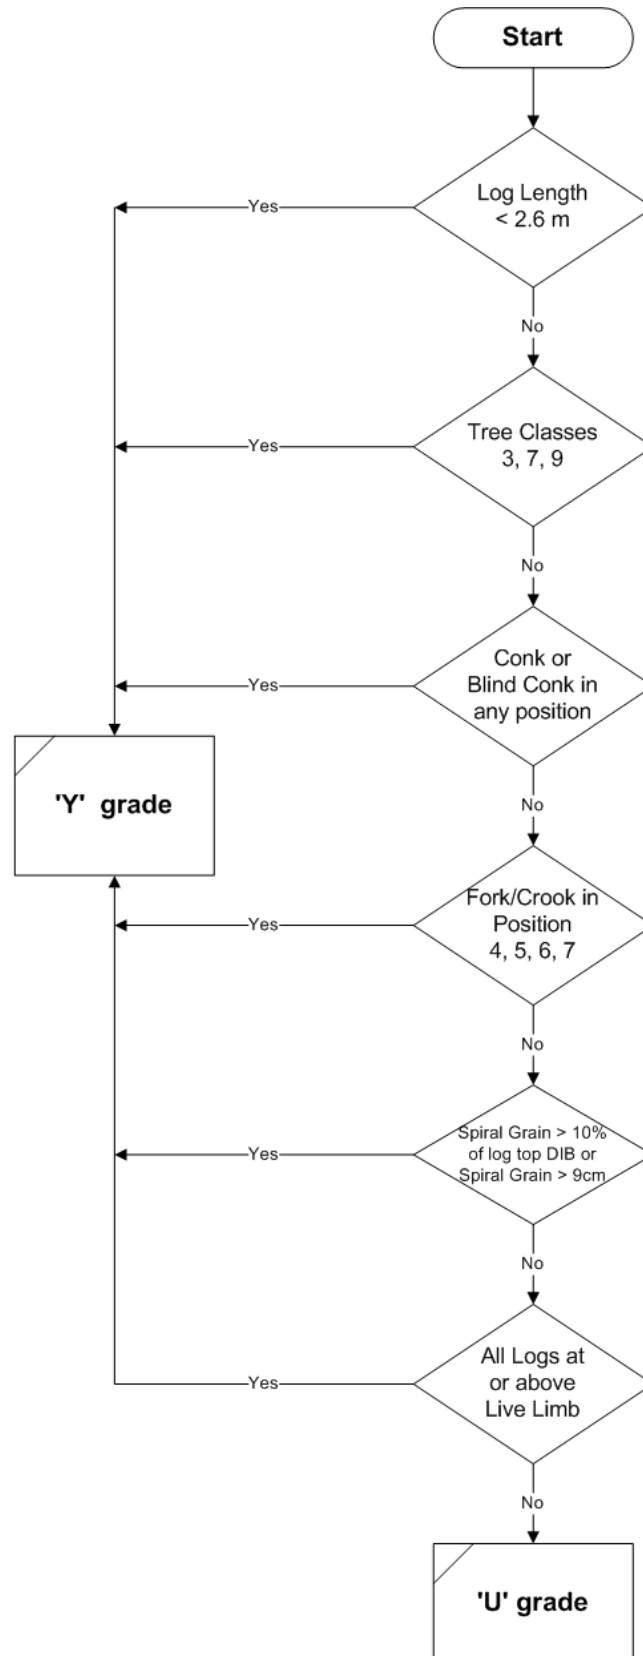 Start
Log Length
< 2.6 m
Yes
No
Tree Classes
3, 7, 9
Yes
No
Conk or
Blind Conk in
any position
Yes
No
'Y' grade
Fork/Crook in
Position
4, 5, 6, 7
Yes
No
Spiral Grain > 10%
of log top DIB or
Spiral Grain > 9cm
Yes
No
All Logs at
or above
Live Limb
Yes
No
'U' grade